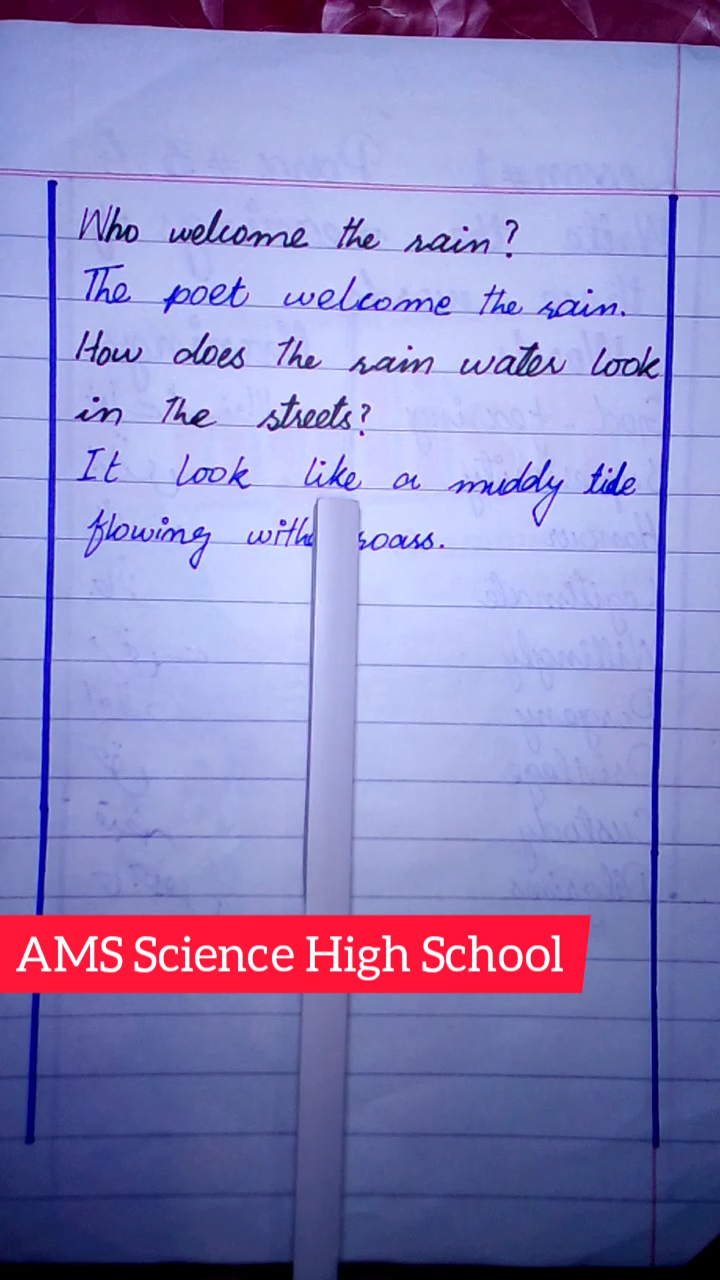 Who welcome the rain?
The poet welcome the rain.
How does the rain water look
in The streets?
It look like a muddy tide
flowing with
AMS Science High School